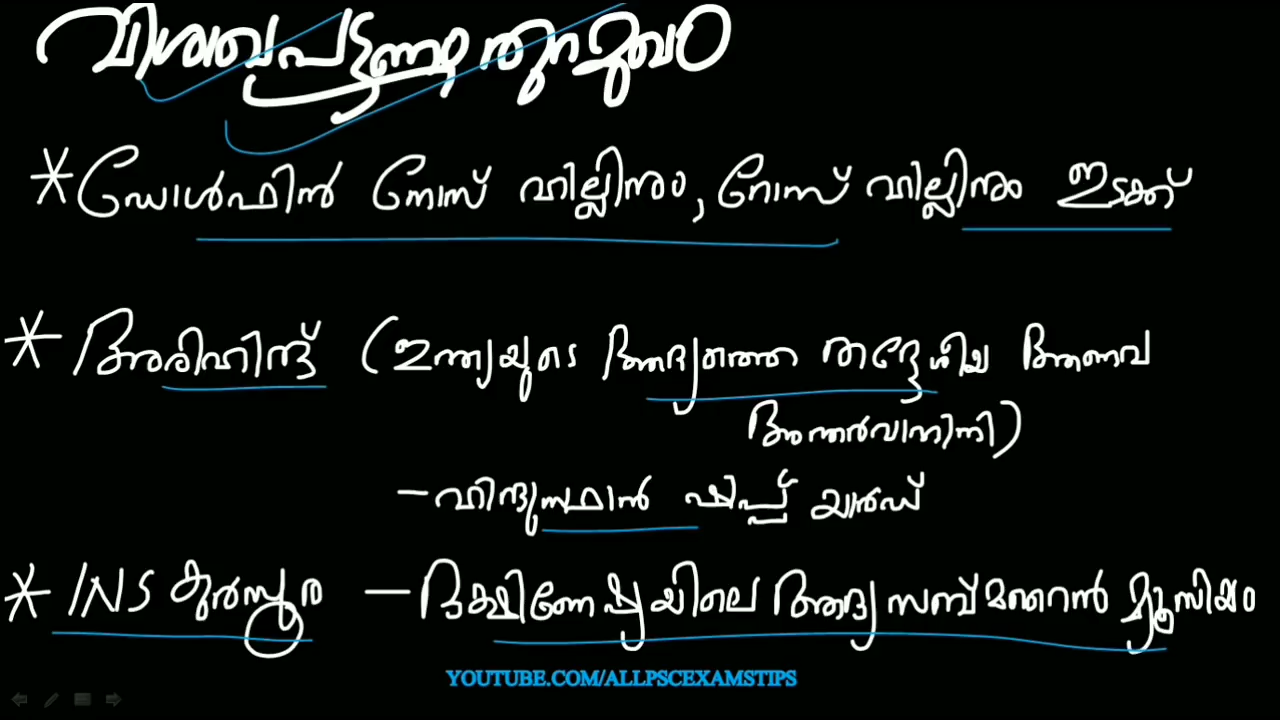 വിശാഖപട്ടണം തുറമുഖം
*ഡോൾഫിൻ നോസ് ഹില്ലിനും, റോസ് ഹില്ലിനും ഇടക്ക്
*അരിഹന്ത് (ഇന്ത്യയുടെ ആദ്യത്തെ തദ്ദേശീയ ആണവ
അന്തർവാഹിനി)
-ഹിന്ദുസ്ഥാൻ ഷിപ്പ് യാർഡ്
*INS കുർസുര - ദക്ഷിണേഷ്യയിലെ ആദ്യ സബ്മറൈൻ മ്യൂസിയം
YOUTUBE.COM/ALLPSCEXAMSTIPS